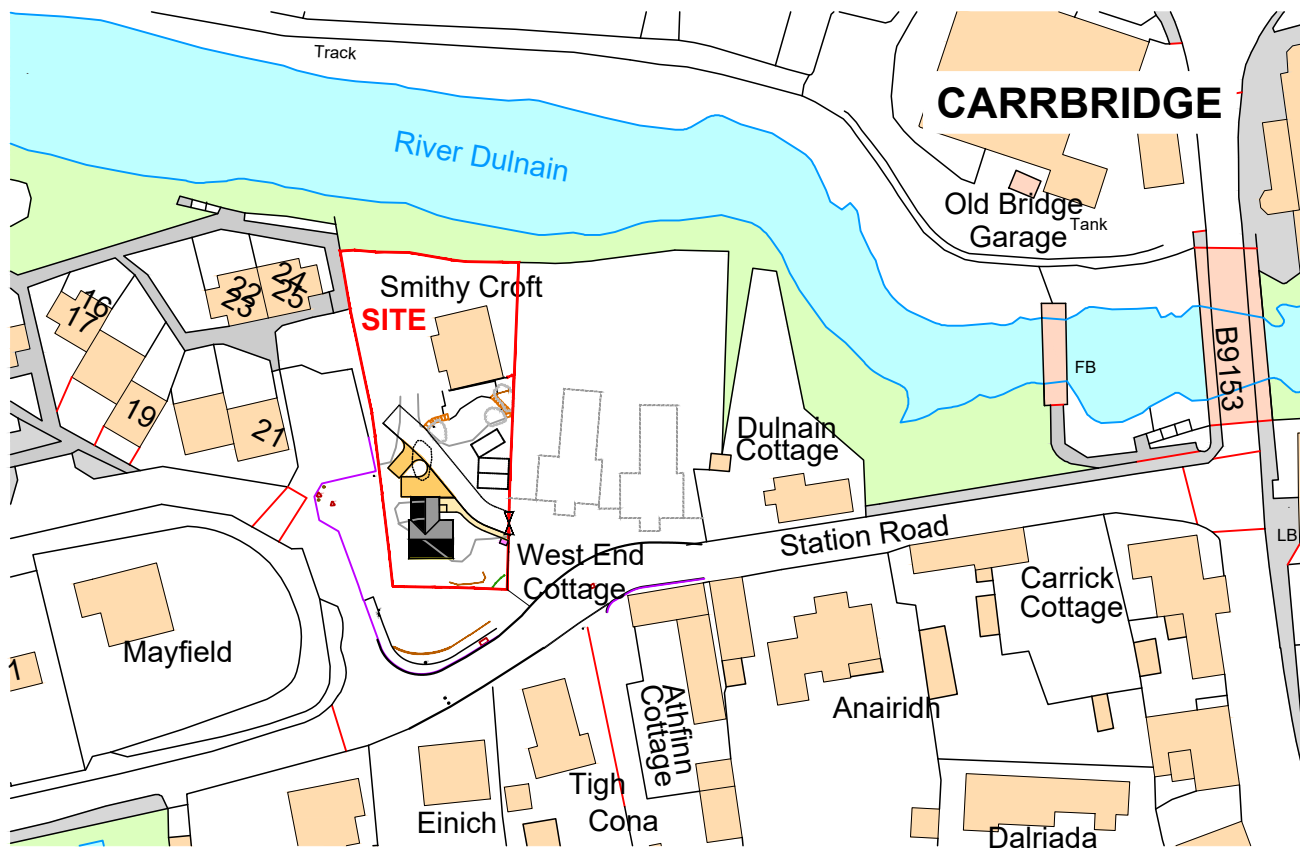 Track
CARRBRIDGE
River Dulnain
Old Bridge
Garage
Tank
Smithy Croft
SITE
24
22
25
23
16
17
19
21
B9153
FB
Dulnain
Cottage
Station Road
LB
West End
Cottage
Carrick
Cottage
Mayfield
1
Athfinn
Cottage
Anairidh
Tigh
Cona
Einich
Dalriada